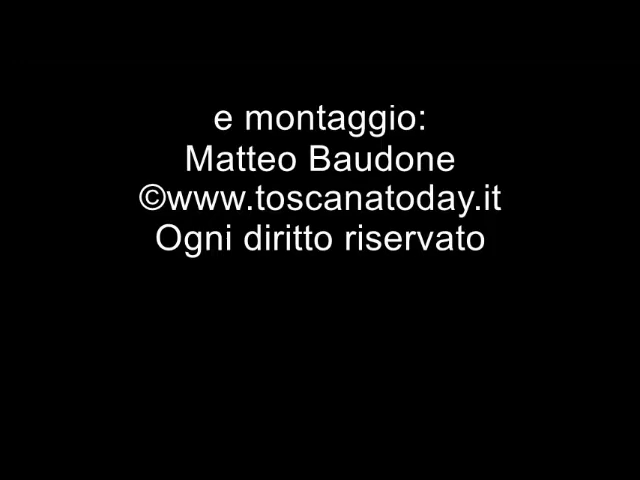 e montaggio:
Matteo Baudone
©www.toscanatoday.it
Ogni diritto riservato